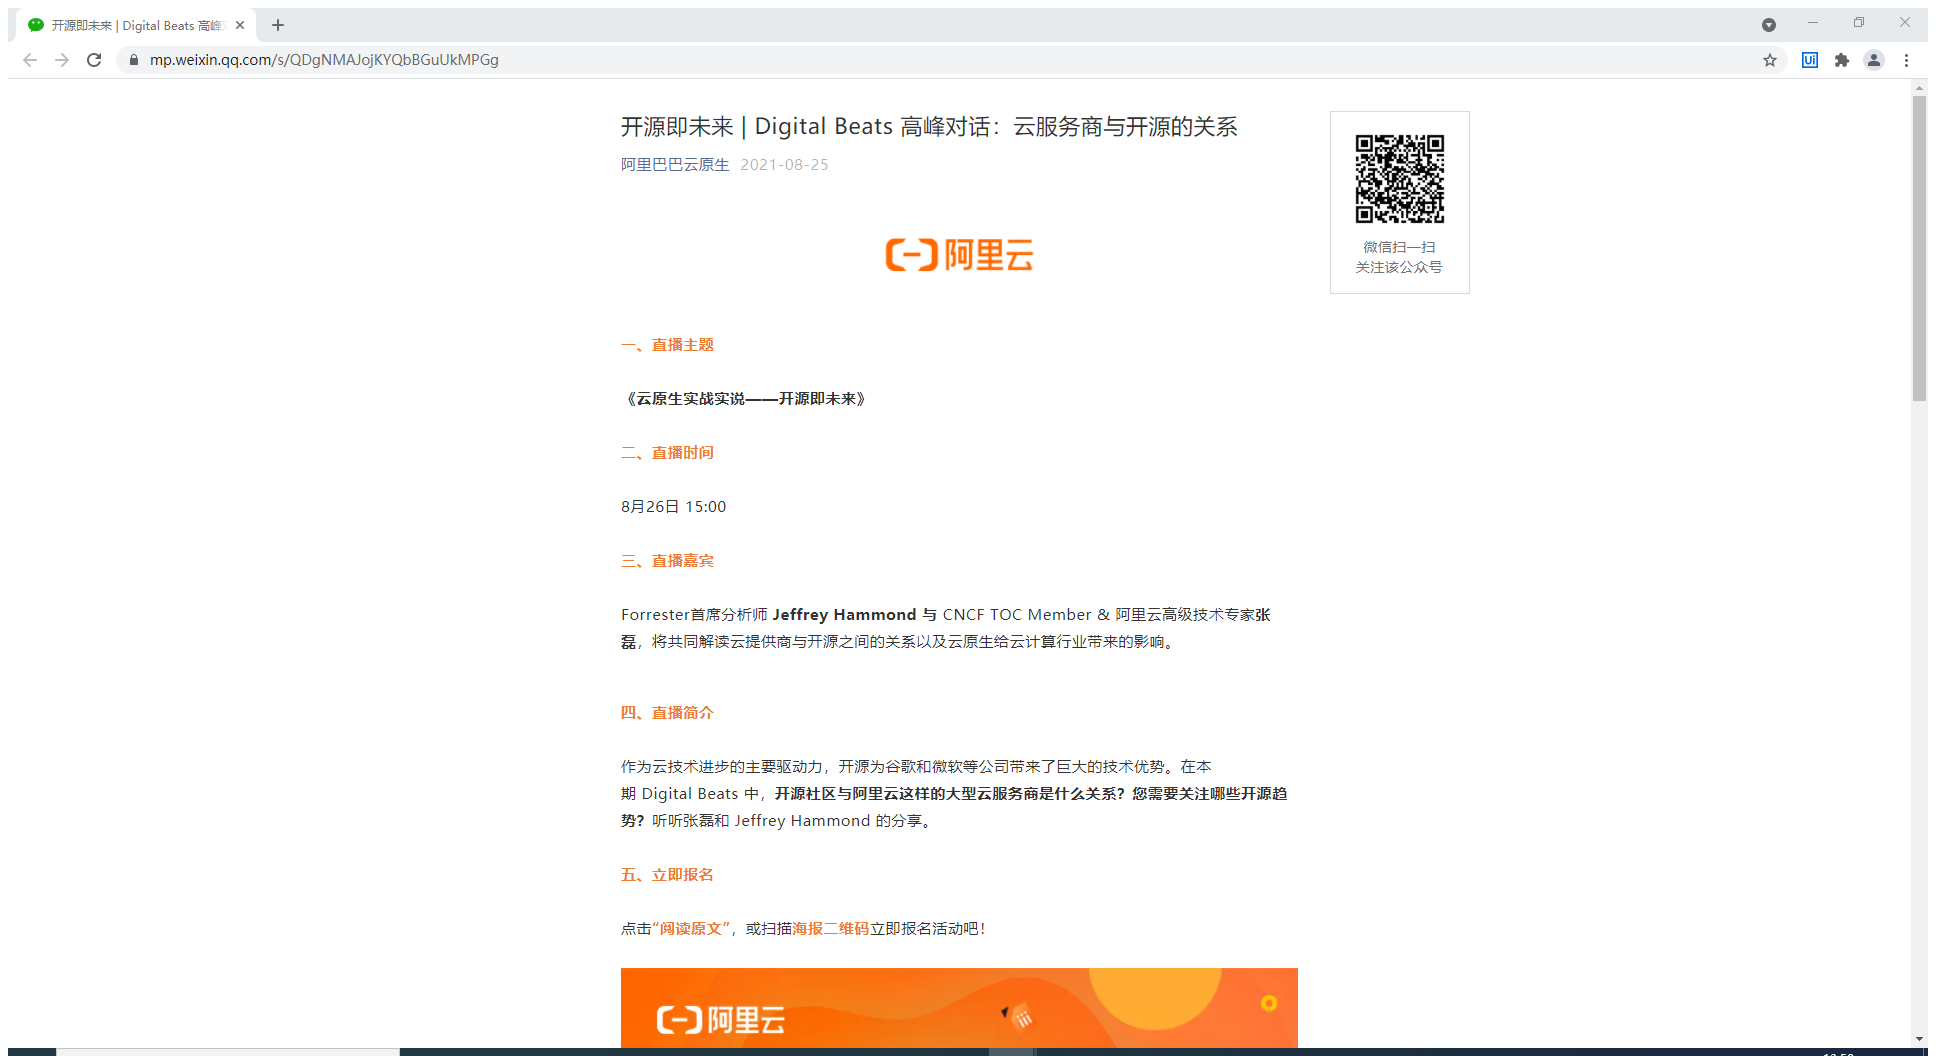 开源即未来 | Digital Beats 高峰
mp.weixin.qq.com/s/QDgNMAJojKYQbBGuUkMPGg
开源即未来 | Digital Beats 高峰对话：云服务商与开源的关系
阿里巴巴云原生 2021-08-25
阿里云
微信扫一扫
关注该公众号
一、直播主题
《云原生实战实说——开源即未来》
二、直播时间
8月26日 15:00
三、直播嘉宾
Forrester首席分析师 Jeffrey Hammond 与 CNCF TOC Member & 阿里云高级技术专家张
磊，将共同解读云提供商与开源之间的关系以及云原生给云计算行业带来的影响。
四、直播简介
作为云技术进步的主要驱动力，开源为谷歌和微软等公司带来了巨大的技术优势。在本
期 Digital Beats 中，开源社区与阿里云这样的大型云服务商是什么关系？您需要关注哪些开源趋
势？听听张磊和 Jeffrey Hammond 的分享。
五、立即报名
点击“阅读原文”，或扫描海报二维码立即报名活动吧！
阿里云